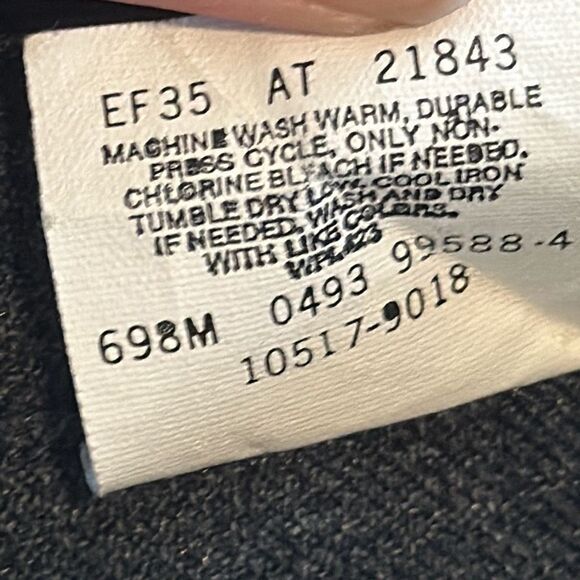 EF35 AT 21843
MACHINE WASH WARM, DURABLE
PRESS CYCLE, ONLY NON-
CHLORINE BLEACH IF NEEDED.
TUMBLE DRY LOW, COOL IRON
IF NEEDED. WASH AND DRY
WITH LIKE COLORS.
WPL423
698M 0493 99588-4
10517-9018